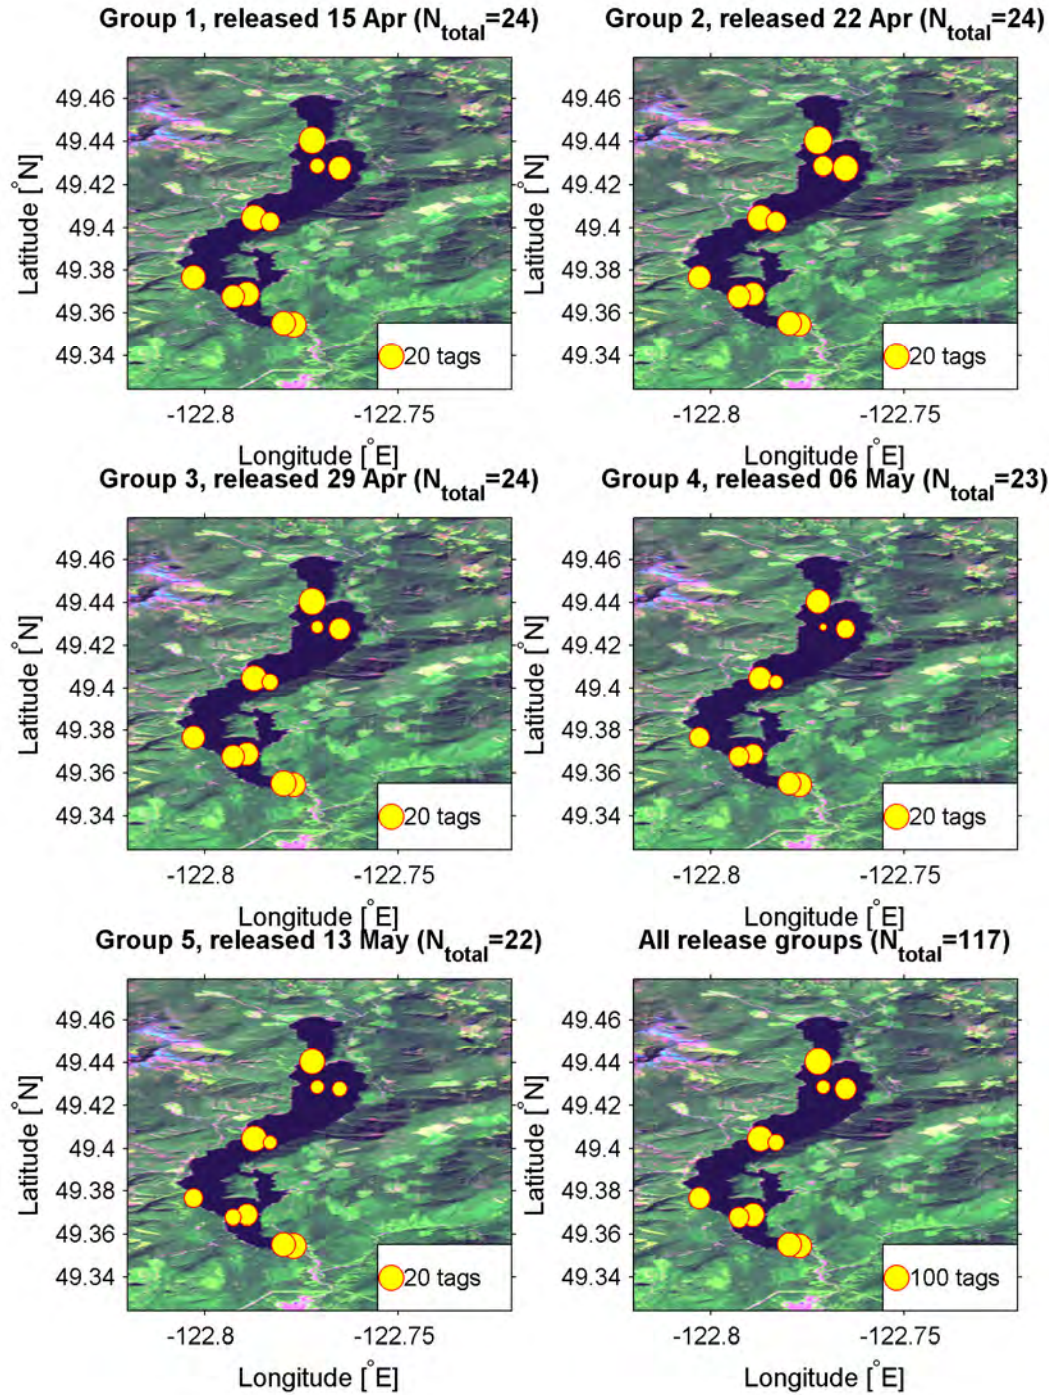 Group 1, released 15 Apr (N_total=24)
Latitude [°N]
49.46
49.44
49.42
49.4
49.38
49.36
49.34
20 tags
-122.8
-122.75
Longitude [°E]
Group 2, released 22 Apr (N_total=24)
Latitude [°N]
49.46
49.44
49.42
49.4
49.38
49.36
49.34
20 tags
-122.8
-122.75
Longitude [°E]
Group 3, released 29 Apr (N_total=24)
Latitude [°N]
49.46
49.44
49.42
49.4
49.38
49.36
49.34
20 tags
-122.8
-122.75
Longitude [°E]
Group 4, released 06 May (N_total=23)
Latitude [°N]
49.46
49.44
49.42
49.4
49.38
49.36
49.34
20 tags
-122.8
-122.75
Longitude [°E]
Group 5, released 13 May (N_total=22)
Latitude [°N]
49.46
49.44
49.42
49.4
49.38
49.36
49.34
20 tags
-122.8
-122.75
Longitude [°E]
All release groups (N_total=117)
Latitude [°N]
49.46
49.44
49.42
49.4
49.38
49.36
49.34
100 tags
-122.8
-122.75
Longitude [°E]